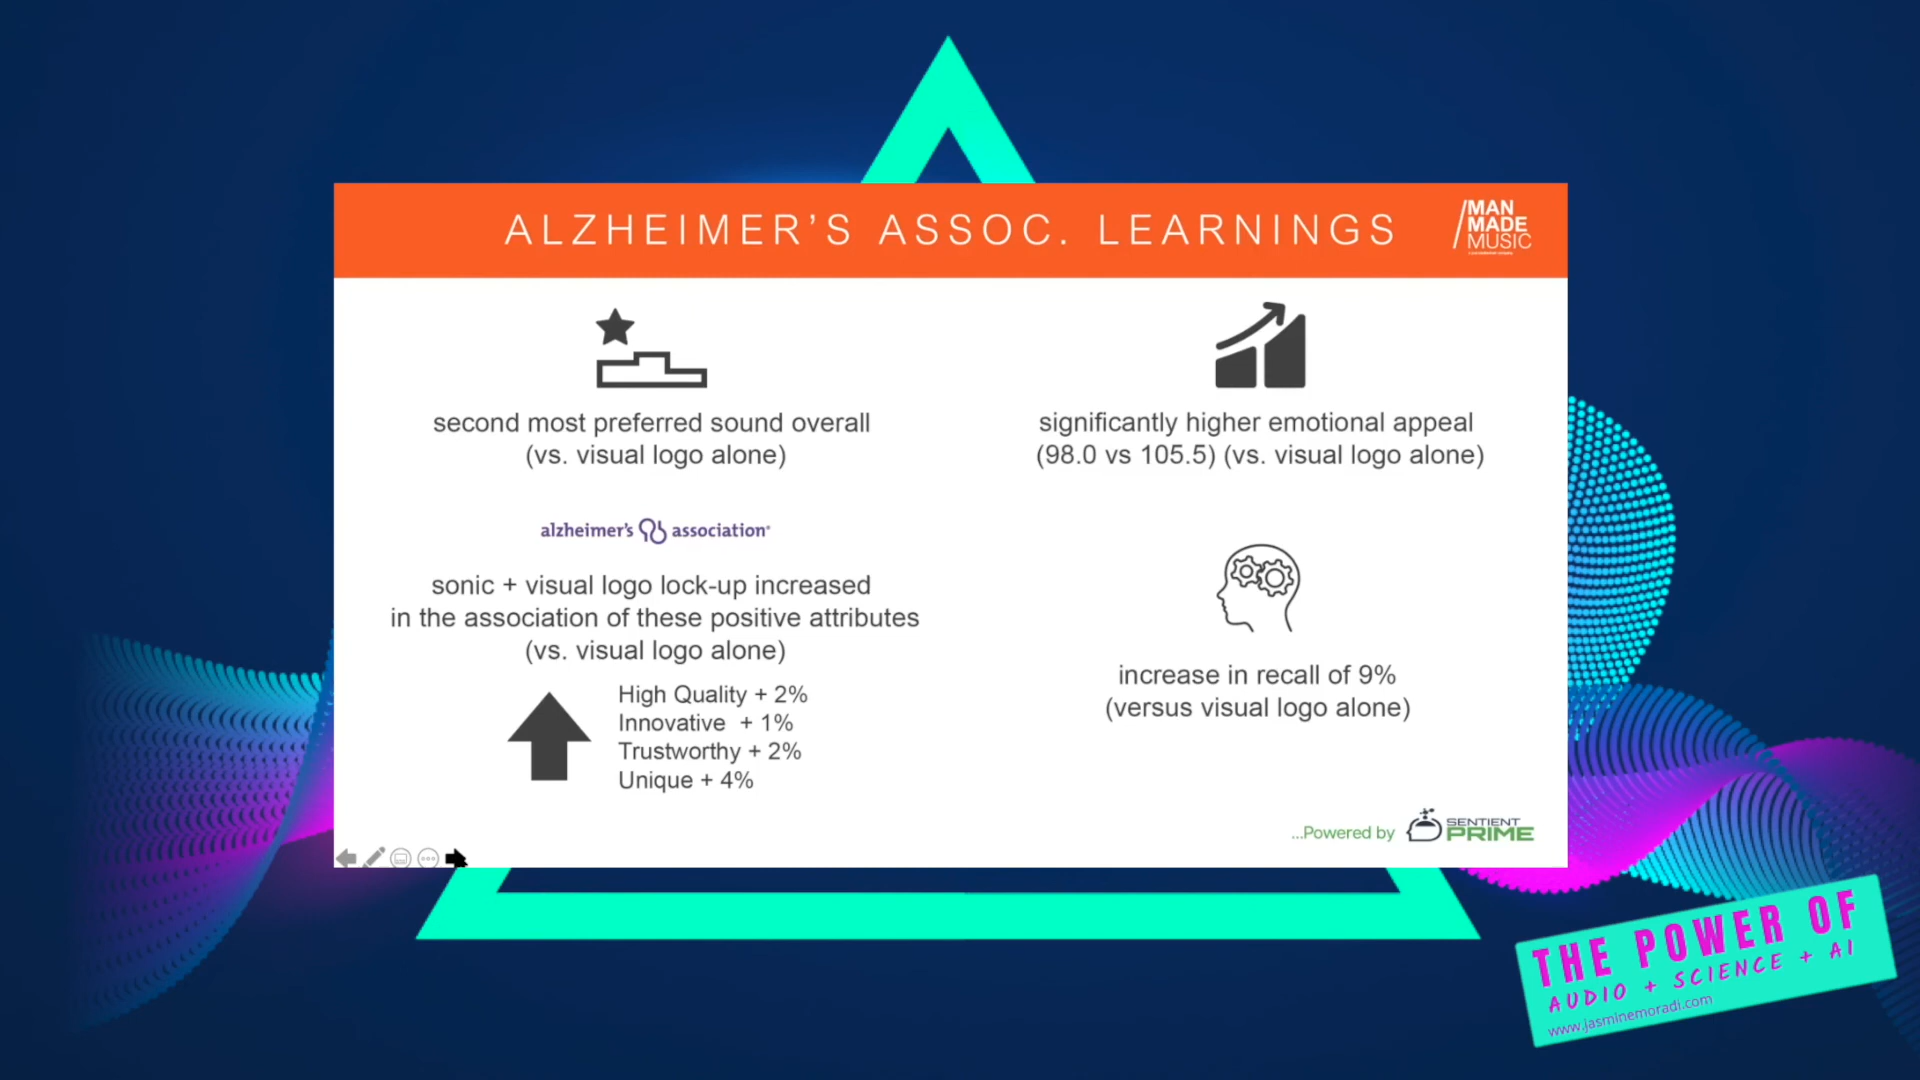 ALZHEIMER'S ASSOC. LEARNINGS
MAN
MADE
MUSIC
second most preferred sound overall
(vs. visual logo alone)
significantly higher emotional appeal
(98.0 vs 105.5) (vs. visual logo alone)
alzheimer's association®
sonic + visual logo lock-up increased
in the association of these positive attributes
(vs. visual logo alone)
High Quality + 2%
Innovative + 1%
Trustworthy + 2%
Unique + 4%
increase in recall of 9%
(versus visual logo alone)
...Powered by
SENTIENT
PRIME
THE POWER OF
AUDIO + SCIENCE + AI
www.jasminemoradi.com